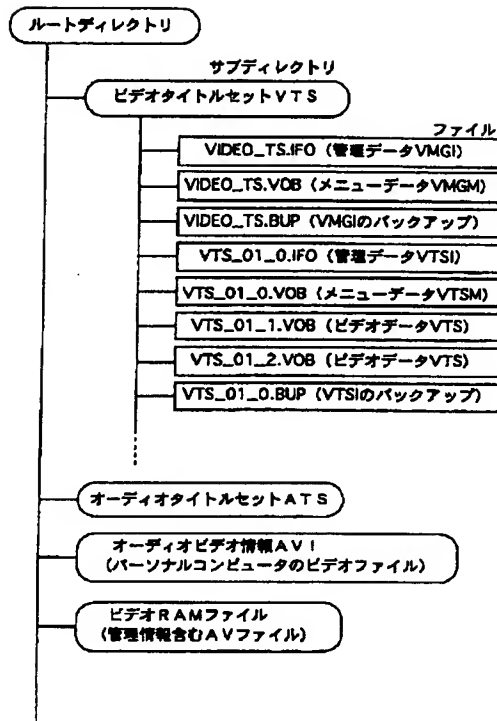 ルートディレクトリ
サブディレクトリ
ビデオタイトルセットVTS
ファイル
VIDEO_TS.IFO (管理データVMGI)
VIDEO_TS.VOB (メニューデータVMGM)
VIDEO_TS.BUP (VMGIのバックアップ)
VTS_01_0.IFO (管理データVTSI)
VTS_01_0.VOB (メニューデータVTSM)
VTS_01_1.VOB (ビデオデータVTS)
VTS_01_2.VOB (ビデオデータVTS)
VTS_01_0.BUP (VTSIのバックアップ)
オーディオタイトルセットATS
オーディオビデオ情報AVI
(パーソナルコンピュータのビデオファイル)
ビデオRAMファイル
(管理情報含むAVファイル)